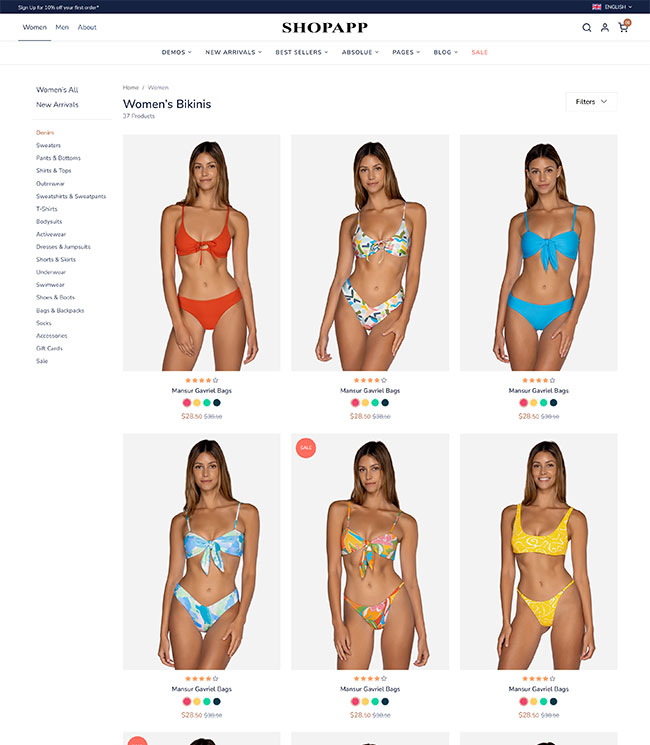 Sign Up for 10% off your first order*
ENGLISH
Women Men About
SHOPAPP
DEMOS NEW ARRIVALS BEST SELLERS ABSOLUE PAGES BLOG SALE
Women's All
New Arrivals
Denim
Sweaters
Pants & Bottoms
Shirts & Tops
Outerwear
Sweatshirts & Sweatpants
T-Shirts
Bodysuits
Activewear
Dresses & Jumpsuits
Shorts & Skirts
Underwear
Swimwear
Shoes & Boots
Bags & Backpacks
Socks
Accessories
Gift Cards
Sale
Home / Women
Women's Bikinis
37 Products
Filters
Mansur Gavriel Bags
$28.50 $38.50
Mansur Gavriel Bags
$28.50 $38.50
Mansur Gavriel Bags
$28.50 $38.50
SALE
Mansur Gavriel Bags
$28.50 $38.50
Mansur Gavriel Bags
$28.50 $38.50
Mansur Gavriel Bags
$28.50 $38.50
SALE